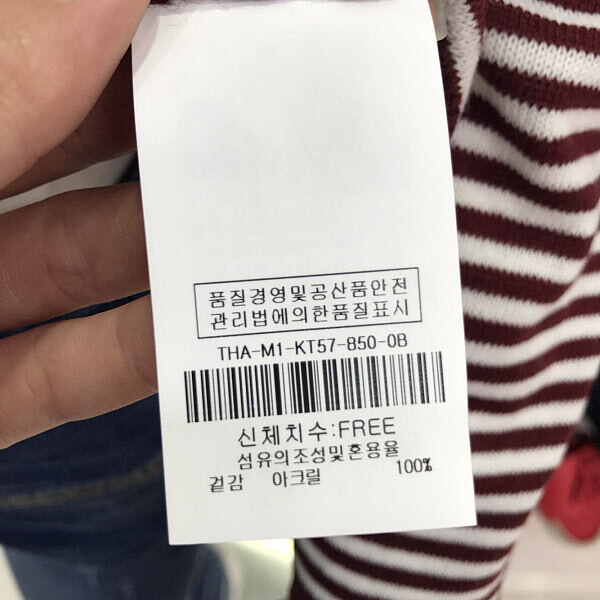 품질경영및공산품안전
관리법에의한품질표시
THA-M1-KT57-850-0B
신체치수:FREE
섬유의조성및혼용율
겉감 아크릴 100%